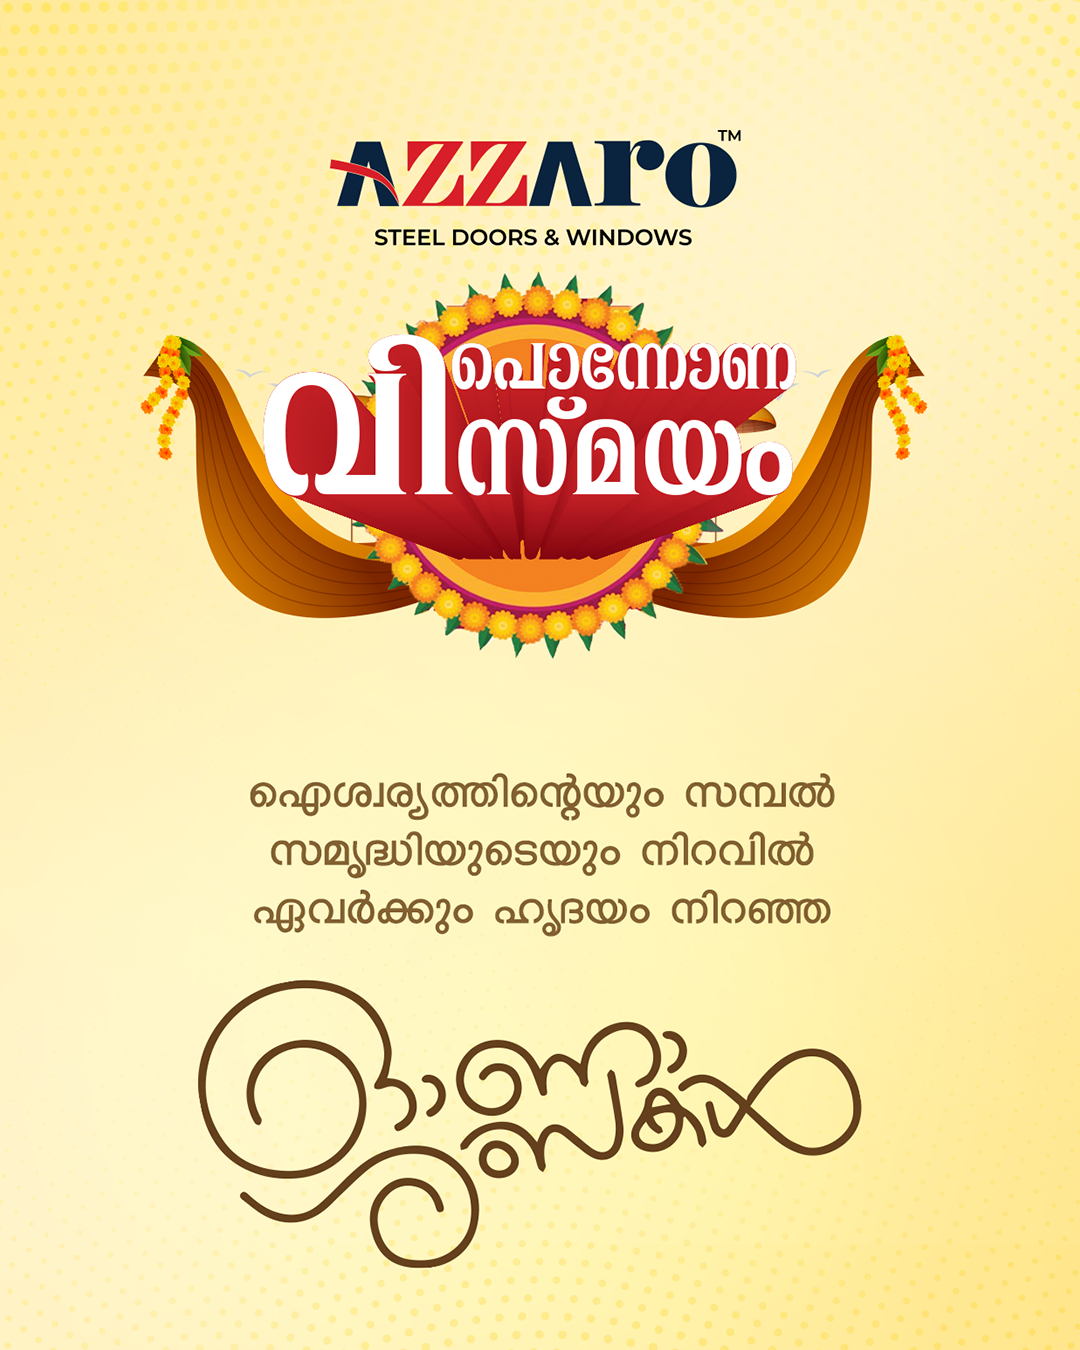 AZZARO™
STEEL DOORS & WINDOWS
പൊന്നോണ
വിസ്മയം
ഐശ്വര്യത്തിന്റെയും സമ്പൽ
സമൃദ്ധിയുടെയും നിറവിൽ
ഏവർക്കും ഹൃദയം നിറഞ്ഞ
ഓണാശംസകൾ